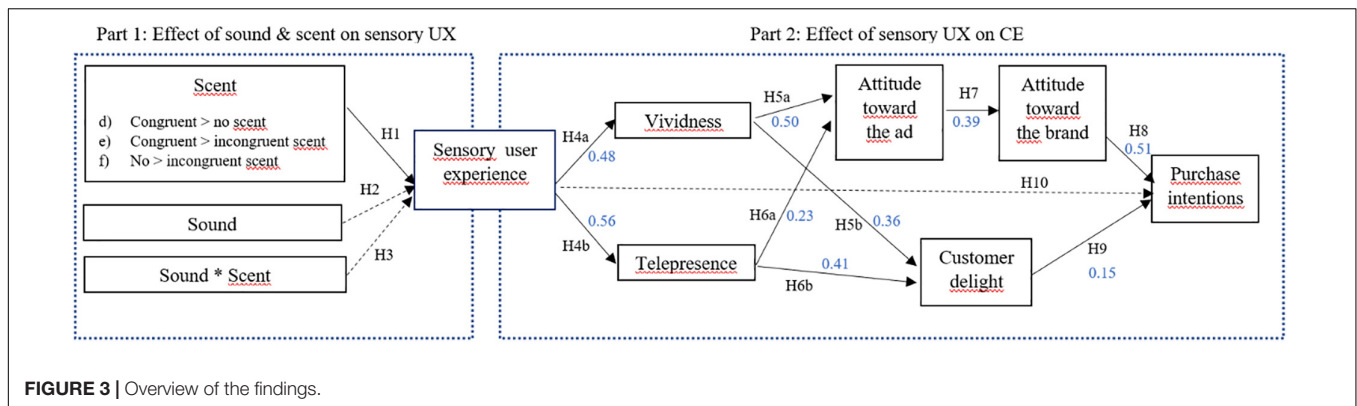 Part 1: Effect of sound & scent on sensory UX
Part 2: Effect of sensory UX on CE
Scent
d) Congruent > no scent
e) Congruent > incongruent scent
f) No > incongruent scent
Sound
Sound * Scent
H1
H2
H3
Sensory user
experience
H4a
0.48
0.56
H4b
Vividness
Telepresence
H5a
0.50
H6a
0.23
H5b
0.36
0.41
H6b
Attitude
toward
the ad
H7
0.39
Attitude
toward
the brand
H8
0.51
H10
Customer
delight
H9
0.15
Purchase
intentions
FIGURE 3 | Overview of the findings.